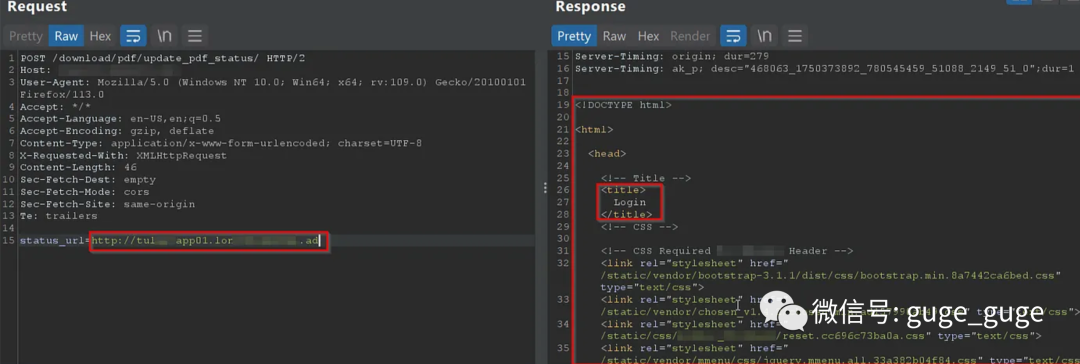 Request
Response
Pretty Raw Hex \n
Pretty Raw Hex Render \n
1 POST /download/pdf/update_pdf_status/ HTTP/2
2 Host:
3 User-Agent: Mozilla/5.0 (Windows NT 10.0; Win64; x64; rv:109.0) Gecko/20100101
Firefox/113.0
4 Accept: */*
5 Accept-Language: en-US,en;q=0.5
6 Accept-Encoding: gzip, deflate
7 Content-Type: application/x-www-form-urlencoded; charset=UTF-8
8 X-Requested-With: XMLHttpRequest
9 Content-Length: 46
10 Sec-Fetch-Dest: empty
11 Sec-Fetch-Mode: cors
12 Sec-Fetch-Site: same-origin
13 Te: trailers
14
15 status_url=http://tul app01.lon .ad
15 Server-Timing: origin; dur=279
16 Server-Timing: ak_p; desc="468063_1750373892_780545459_51088_2149_51_0";dur=1
17
18
19 <!DOCTYPE html>
20
21 <html>
22
23 <head>
24
25 <!-- Title -->
26 <title>
27 Login
28 </title>
29 <!-- CSS -->
30
31 <!-- CSS Required Header -->
32 <link rel="stylesheet" href="
/static/vendor/bootstrap-3.1.1/dist/css/bootstrap.min.8a7442ca6bed.css"
type="text/css">
33 <link rel="stylesheet" href="
/static/vendor/chosen_v1. type="text/css">
34 <link rel="stylesheet" href="
/static/css/ /reset.cc696c73ba0a.css" type="text/css">
35 <link rel="stylesheet" href="
/static/vendor/mmenu/css/jquery.mmenu.all.33a382b04f84.css" type="text/css">
微信号: guge_guge